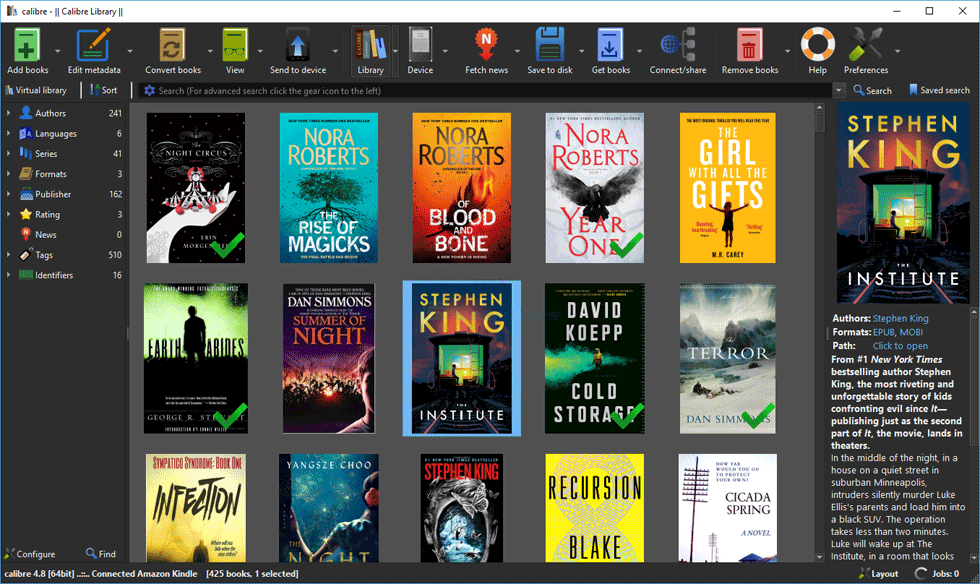 calibre - || Calibre Library ||
Add books
Edit metadata
Convert books
View
Send to device
Library
Device
Fetch news
Save to disk
Get books
Connect/share
Remove books
Help
Preferences
Virtual library
Sort
Search (For advanced search click the gear icon to the left)
Search
Saved search
Authors 241
Languages 6
Series 41
Formats 3
Publisher 162
Rating 3
News 0
Tags 510
Identifiers 16
The
NIGHT CIRCUS
ERIN
#1 NEW YORK TIMES BESTSELLING AUTHOR
NORA
ROBERTS
THE
RISE OF
MAGICKS
THE FINAL BATTLE HAS BEGUN
NORA
ROBERTS
OF
BLOOD
AND
BONE
A NEW POWER IS RISING
NORA
ROBERTS
YEAR
ONE
THE MOST ORIGINAL THRILLER YOU WILL READ THIS YEAR
THE
GIRL
WITH ALL THE
GIFTS
M.R. CAREY
EARTH ABIDES
GEORGE R.
DAN SIMMONS
SUMMER OF
NIGHT
STEPHEN
KING
THE
INSTITUTE
DAVID
KOEPP
COLD
STORAGE
THE
TERROR
DAN SIMMONS
SYMPATICO SYNDROME: BOOK ONE
INFECTION
YANGSZE CHOO
THE
NIGHT
#1 NEW YORK TIMES BESTSELLER
STEPHEN KING
RECURSION
BLAKE
HOW FAR
WOULD YOU GO
TO PROTECT
YOUR OWN?
CICADA
SPRING
A NOVEL
STEPHEN
KING
THE
INSTITUTE
A NOVEL
Authors: Stephen King
Formats: EPUB, MOBI
Path: Click to open
From #1 New York Times
bestselling author Stephen
King, the most riveting and
unforgettable story of kids
confronting evil since It—
publishing just as the second
part of It, the movie, lands in
theaters.
In the middle of the night, in a
house on a quiet street in
suburban Minneapolis,
intruders silently murder Luke
Ellis's parents and load him into
a black SUV. The operation
takes less than two minutes.
Luke will wake up at The
Institute, in a room that looks
Configure
Find
calibre 4.8 [64bit] ..::.. Connected Amazon Kindle [425 books, 1 selected]
Layout
Jobs: 0